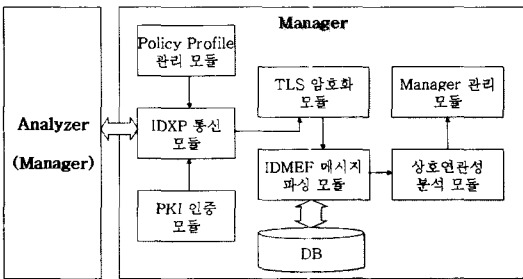 Manager
Policy Profile
관리 모듈
TLS 암호화
모듈
Manager 관리
모듈
Analyzer
(Manager)
IDXP 통신
모듈
IDMEF 메시지
파싱 모듈
상호연관성
분석 모듈
PKI 인증
모듈
DB